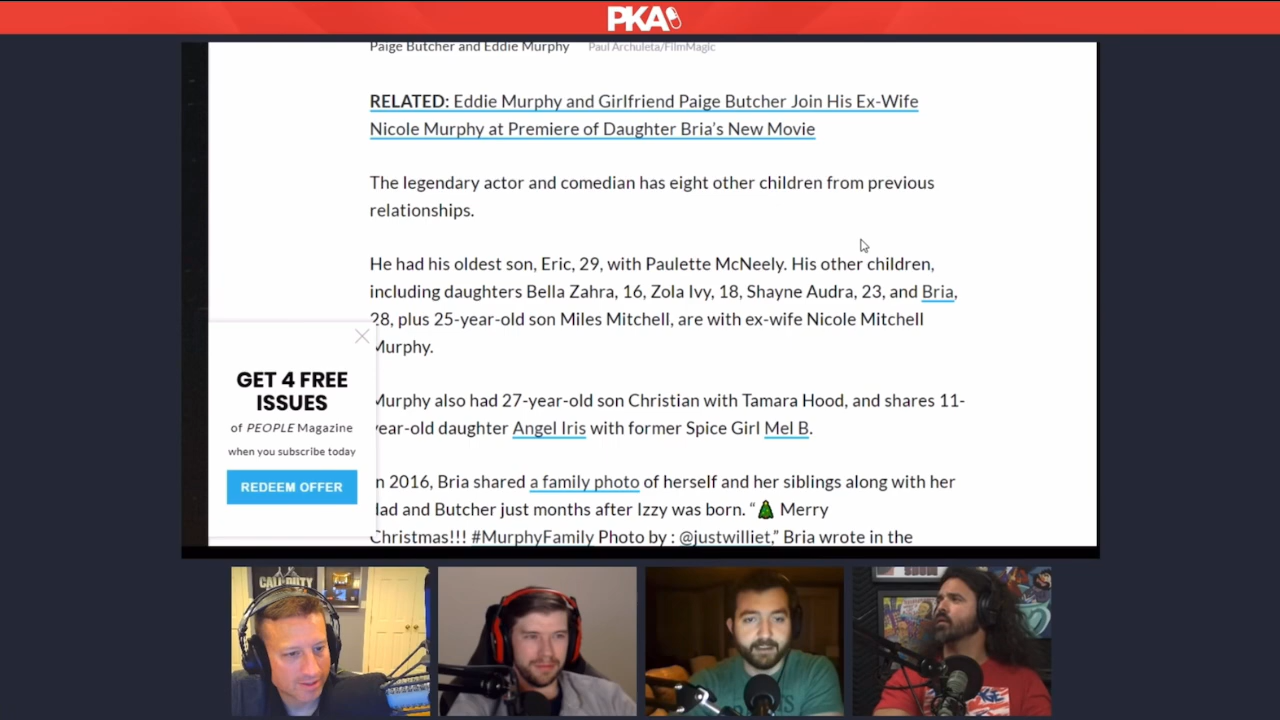 PKA
Paige Butcher and Eddie Murphy Paul Archuleta/FilmMagic
RELATED: Eddie Murphy and Girlfriend Paige Butcher Join His Ex-Wife
Nicole Murphy at Premiere of Daughter Bria's New Movie
The legendary actor and comedian has eight other children from previous
relationships.
He had his oldest son, Eric, 29, with Paulette McNeely. His other children,
including daughters Bella Zahra, 16, Zola Ivy, 18, Shayne Audra, 23, and Bria,
28, plus 25-year-old son Miles Mitchell, are with ex-wife Nicole Mitchell
Murphy.
Murphy also had 27-year-old son Christian with Tamara Hood, and shares 11-
year-old daughter Angel Iris with former Spice Girl Mel B.
In 2016, Bria shared a family photo of herself and her siblings along with her
dad and Butcher just months after Izzy was born. “🎄 Merry
Christmas!!! #MurphyFamily Photo by : @justwilliet,” Bria wrote in the
GET 4 FREE
ISSUES
of PEOPLE Magazine
when you subscribe today
REDEEM OFFER
CALL OF DUTY